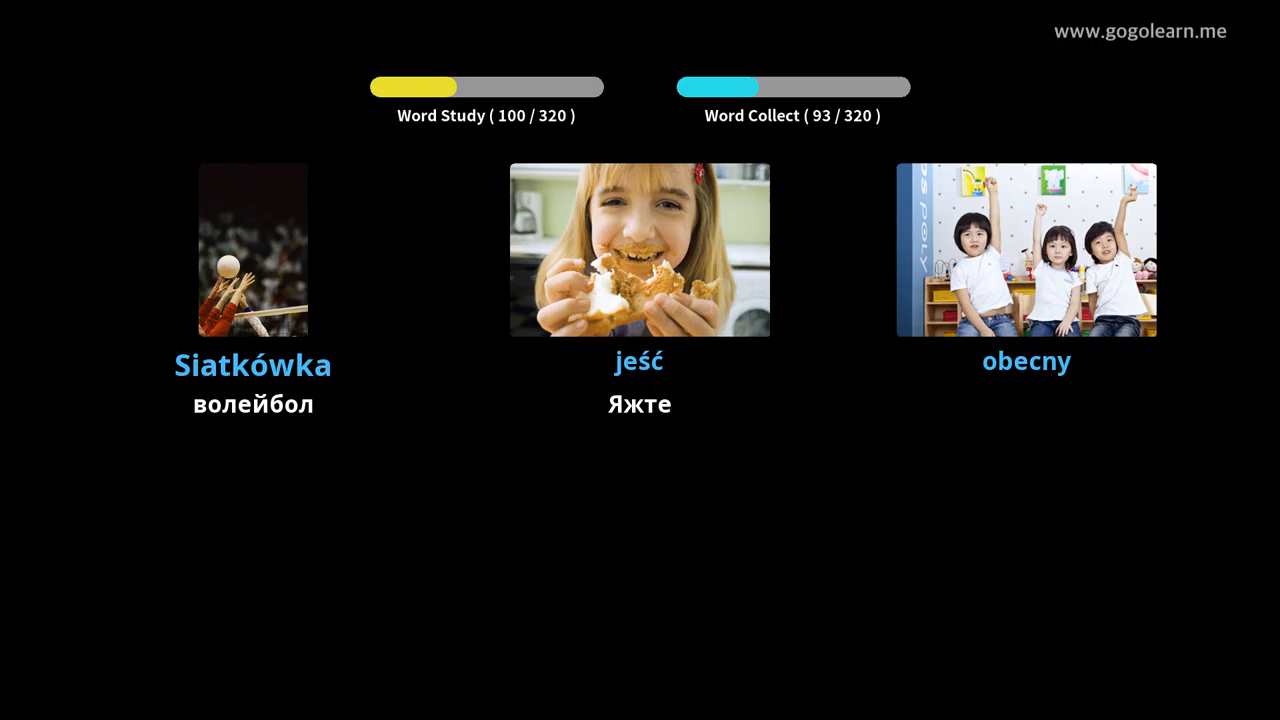 www.gogolearn.me
Word Study ( 100 / 320 )
Word Collect ( 93 / 320 )
Siatkówka
jeść
obecny
волейбол
Яжте